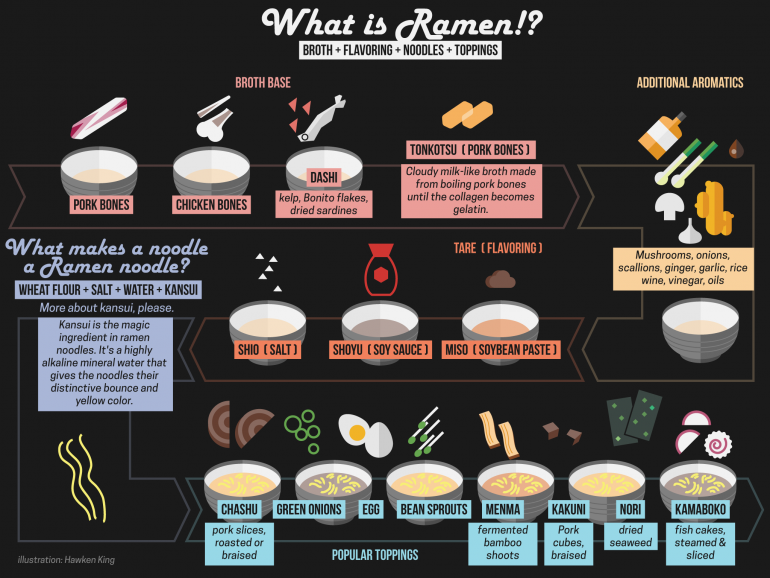 What is Ramen!?
BROTH + FLAVORING + NOODLES + TOPPINGS
BROTH BASE
ADDITIONAL AROMATICS
PORK BONES
CHICKEN BONES
DASHI
kelp, Bonito flakes,
dried sardines
TONKOTSU ( PORK BONES )
Cloudy milk-like broth made
from boiling pork bones
until the collagen becomes
gelatin.
Mushrooms, onions,
scallions, ginger, garlic, rice
wine, vinegar, oils
What makes a noodle
a Ramen noodle?
WHEAT FLOUR + SALT + WATER + KANSUI
More about kansui, please.
Kansui is the magic
ingredient in ramen
noodles. It's a highly
alkaline mineral water that
gives the noodles their
distinctive bounce and
yellow color.
TARE ( FLAVORING )
SHIO ( SALT )
SHOYU ( SOY SAUCE )
MISO ( SOYBEAN PASTE )
CHASHU
pork slices,
roasted or
braised
GREEN ONIONS
EGG
BEAN SPROUTS
MENMA
fermented
bamboo
shoots
KAKUNI
Pork
cubes,
braised
NORI
dried
seaweed
KAMABOKO
fish cakes,
steamed &
sliced
POPULAR TOPPINGS
illustration: Hawken King